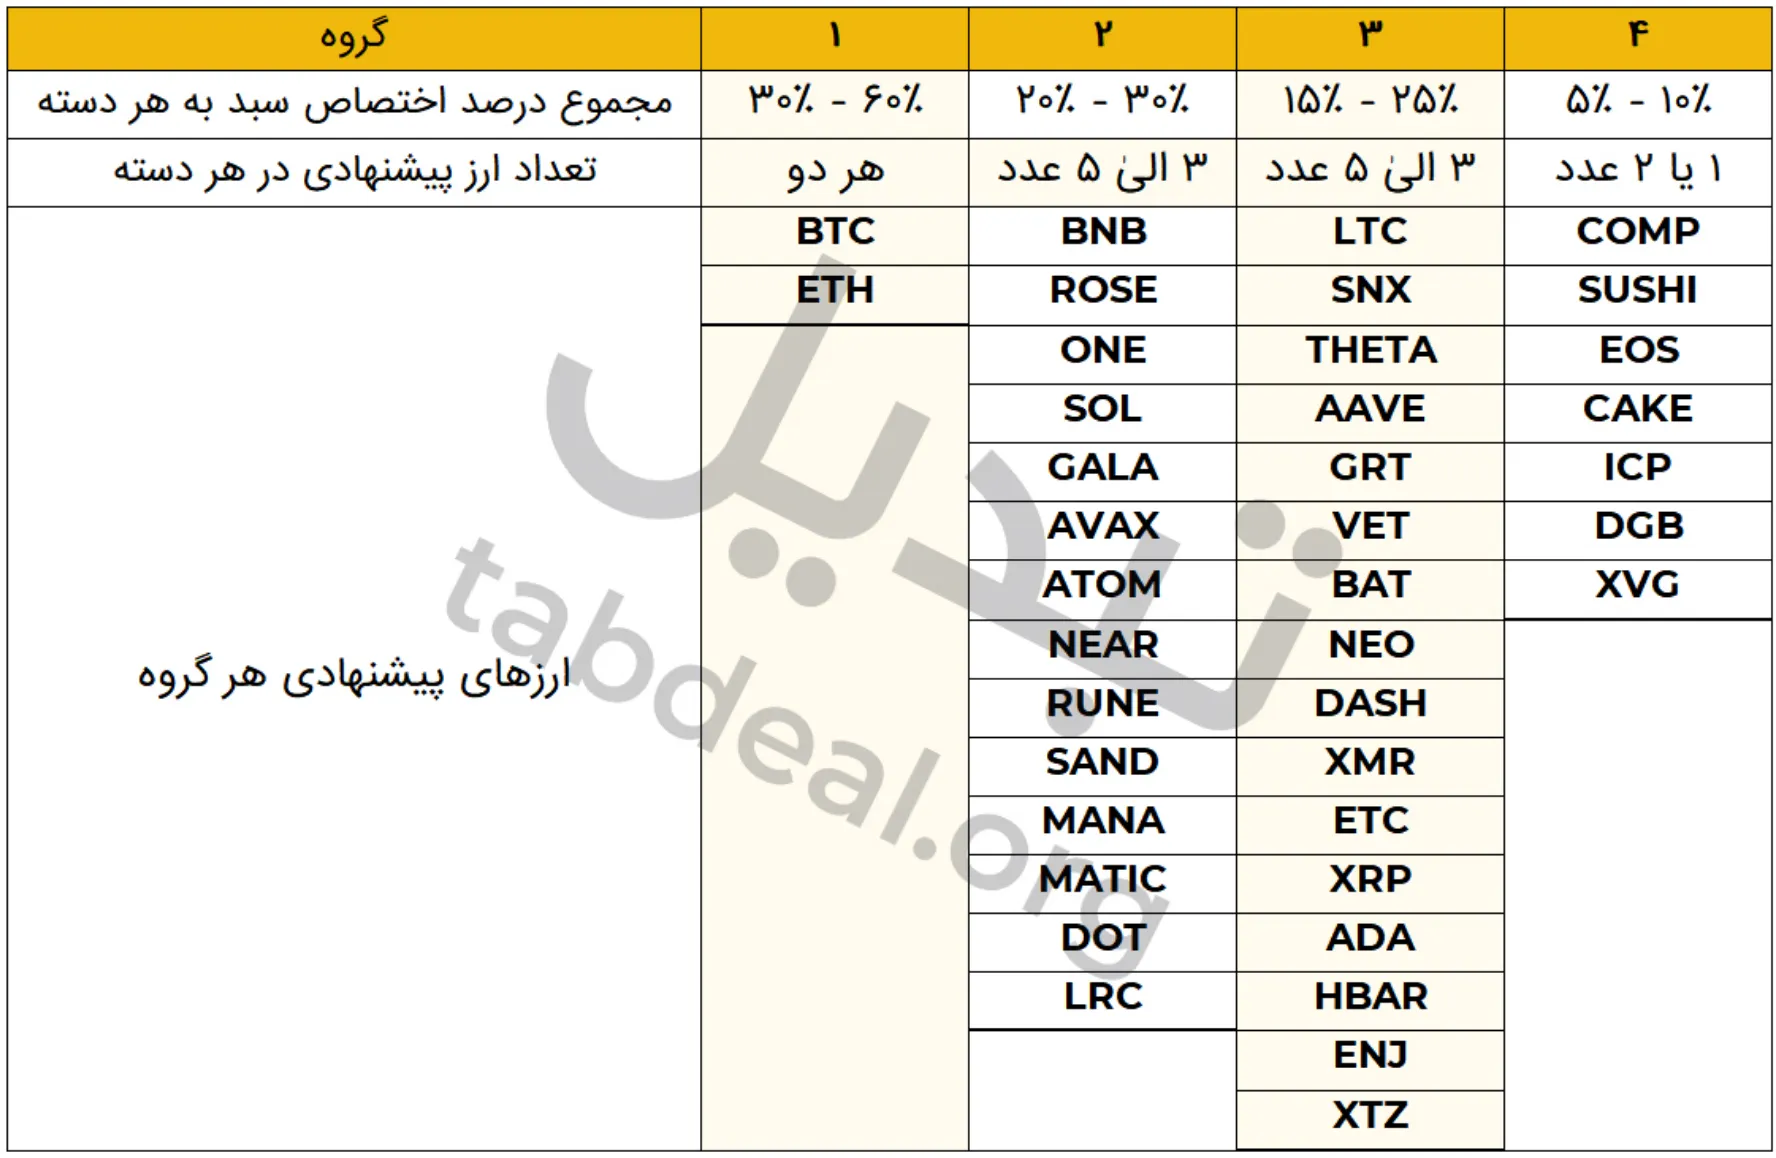 گروه ۱ ۲ ۳ ۴
مجموع درصد اختصاص سبد به هر دسته ۳۰٪ - ۶۰٪ ۲۰٪ - ۳۰٪ ۱۵٪ - ۲۵٪ ۵٪ - ۱۰٪
تعداد ارز پیشنهادی در هر دسته هر دو ۳ الیٰ ۵ عدد ۳ الیٰ ۵ عدد ۱ یا ۲ عدد
ارزهای پیشنهادی هر گروه
BTC BNB LTC COMP
ETH ROSE SNX SUSHI
ONE THETA EOS
SOL AAVE CAKE
GALA GRT ICP
AVAX VET DGB
ATOM BAT XVG
NEAR NEO
RUNE DASH
SAND XMR
MANA ETC
MATIC XRP
DOT ADA
LRC HBAR
ENJ
XTZ
تبدیل
tabdeal.org